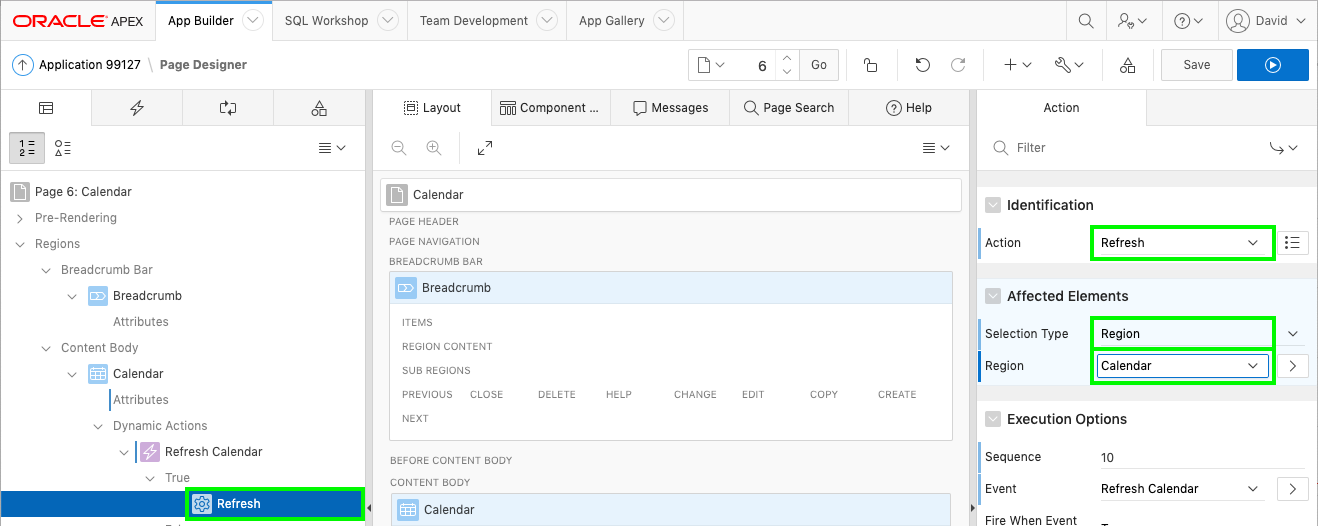 ORACLE APEX App Builder SQL Workshop Team Development App Gallery David
Application 99127 \ Page Designer 6 Go Save
Layout Component ... Messages Page Search Help Action
Filter
Page 6: Calendar
Pre-Rendering
Regions
Breadcrumb Bar
Breadcrumb
Attributes
Content Body
Calendar
Attributes
Dynamic Actions
Refresh Calendar
True
Refresh
Calendar
PAGE HEADER
PAGE NAVIGATION
BREADCRUMB BAR
Breadcrumb
ITEMS
REGION CONTENT
SUB REGIONS
PREVIOUS CLOSE DELETE HELP CHANGE EDIT COPY CREATE
NEXT
BEFORE CONTENT BODY
CONTENT BODY
Calendar
Identification
Action Refresh
Affected Elements
Selection Type Region
Region Calendar
Execution Options
Sequence 10
Event Refresh Calendar
Fire When Event